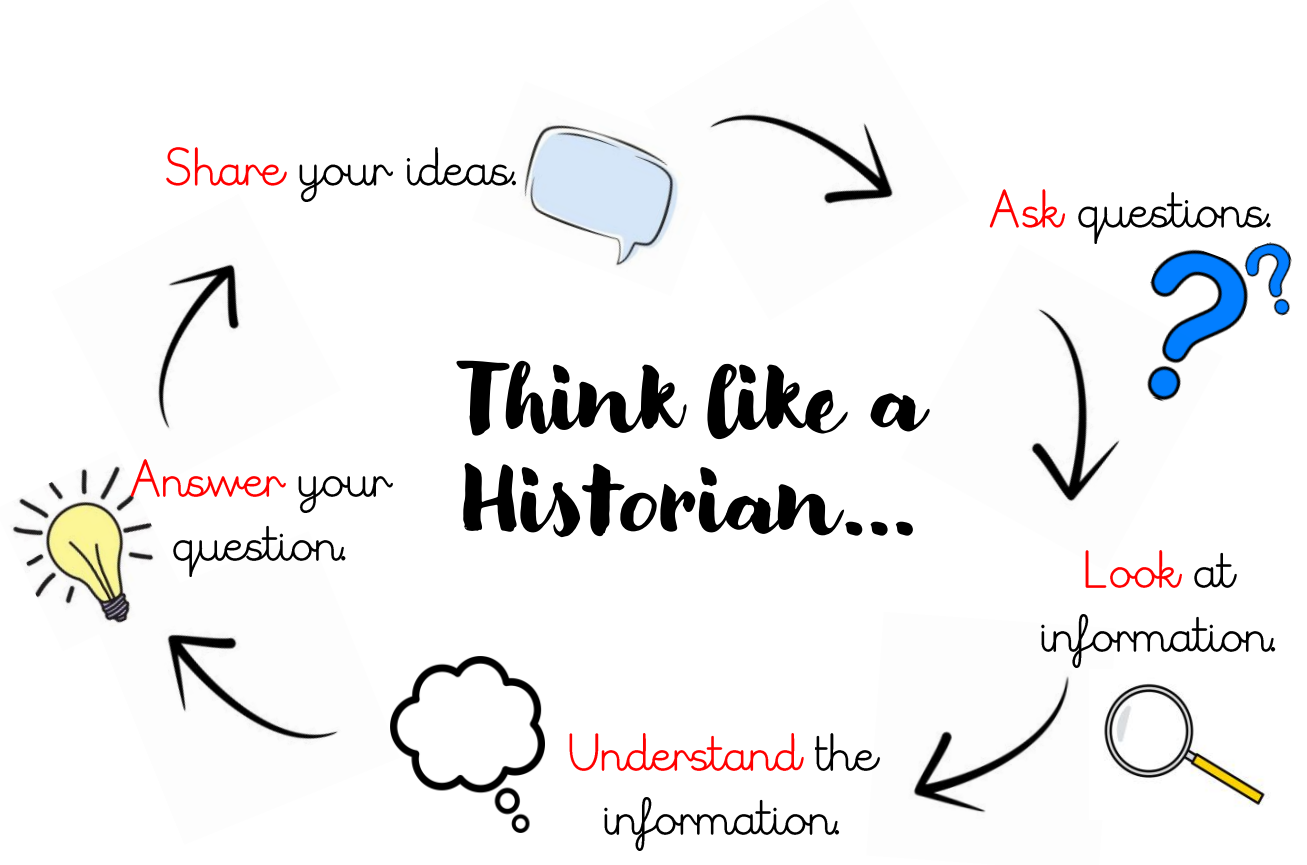 Share your ideas.
Ask questions.
Think like a
Historian...
Answer your
question.
Look at
information.
Understand the
information.